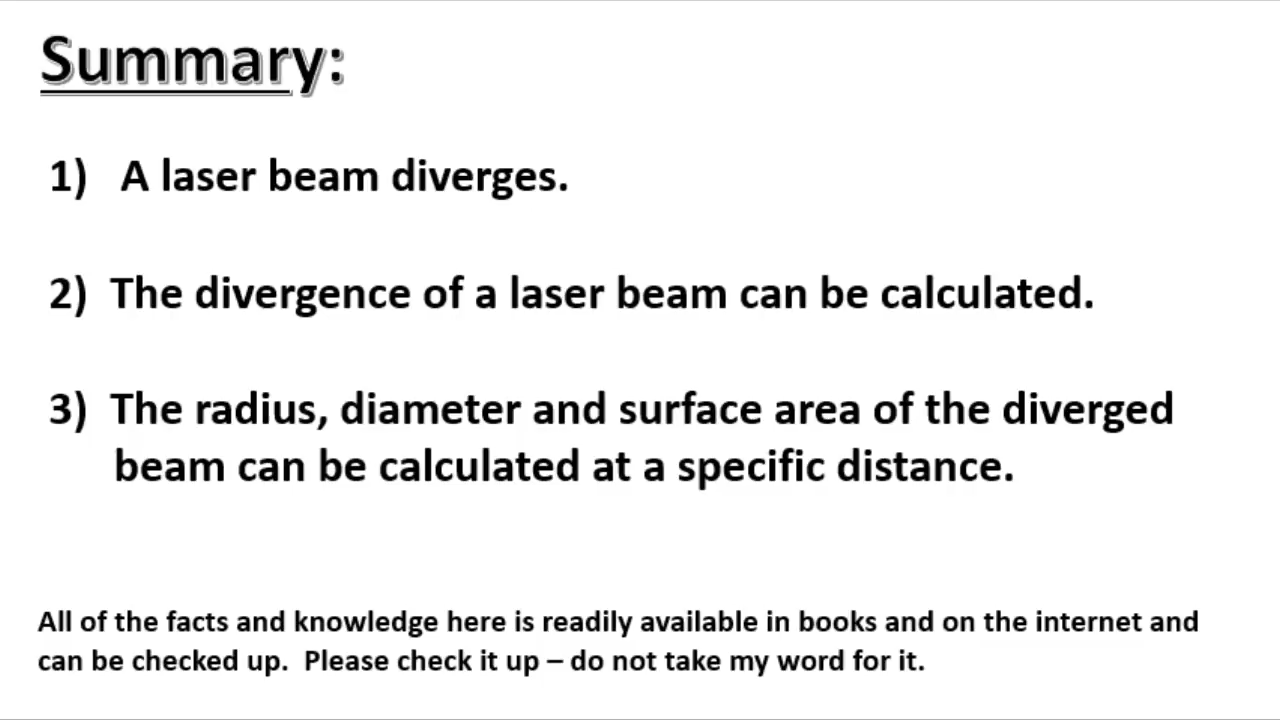 Summary:
1) A laser beam diverges.
2) The divergence of a laser beam can be calculated.
3) The radius, diameter and surface area of the diverged
beam can be calculated at a specific distance.
All of the facts and knowledge here is readily available in books and on the internet and
can be checked up. Please check it up – do not take my word for it.